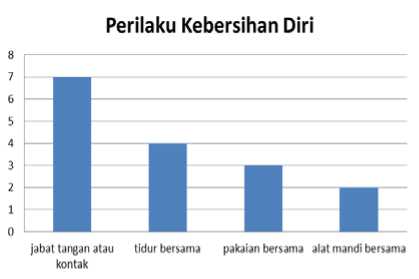 Perilaku Kebersihan Diri
8
7
6
5
4
3
2
1
0
jabat tangan atau kontak
tidur bersama
pakaian bersama
alat mandi bersama